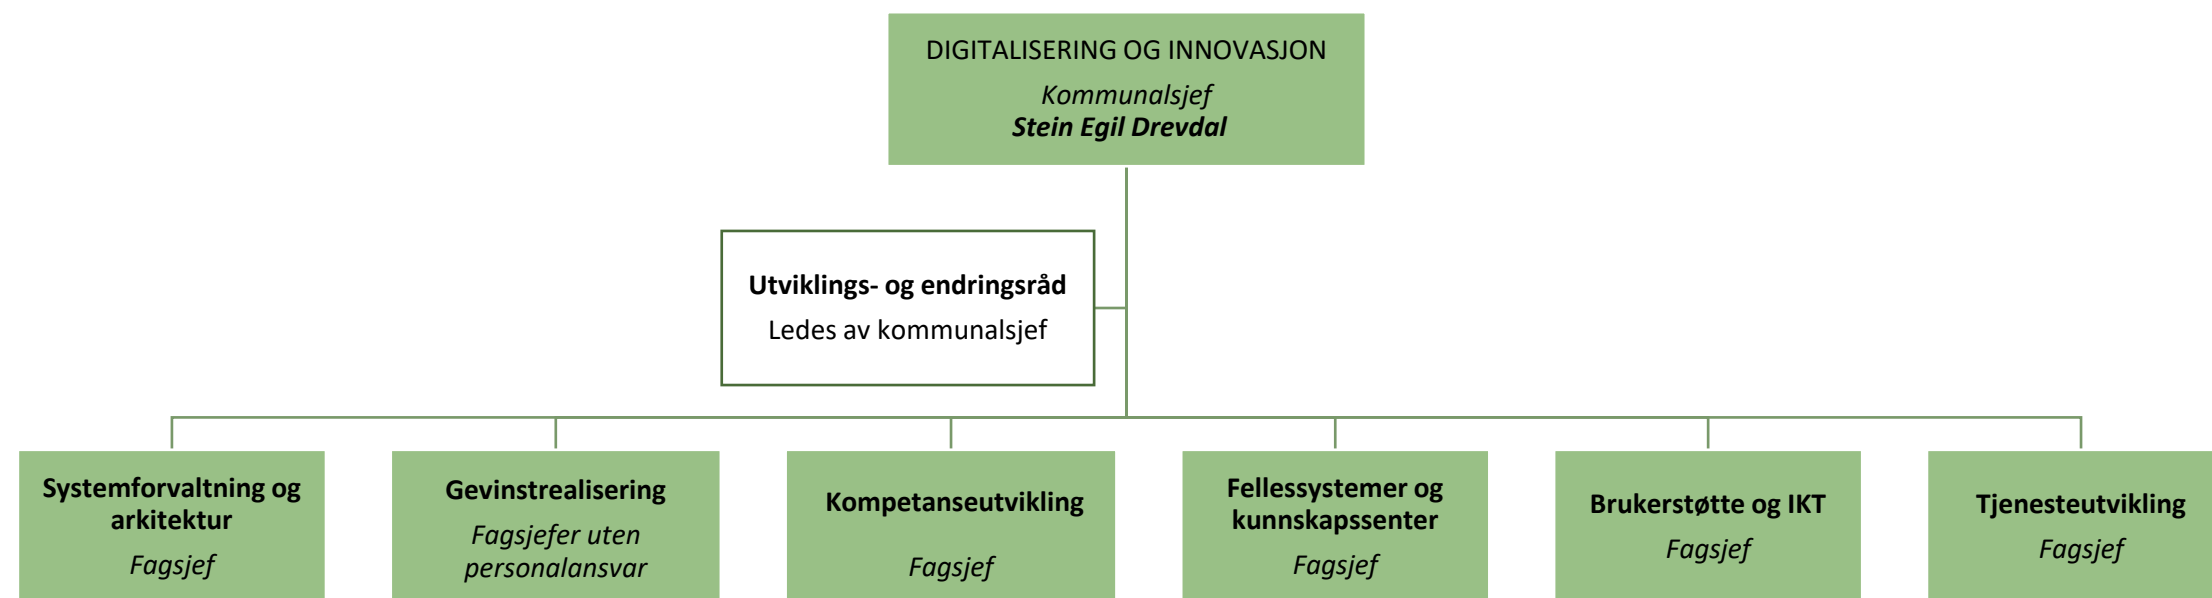 DIGITALISERING OG INNOVASJON
Kommunalsjef
Stein Egil Drevdal
Utviklings- og endringsråd
Ledes av kommunalsjef
Systemforvaltning og
arkitektur
Fagsjef
Gevinstrealisering
Fagsjefer uten
personalansvar
Kompetanseutvikling
Fagsjef
Fellessystemer og
kunnskapssenter
Fagsjef
Brukerstøtte og IKT
Fagsjef
Tjenesteutvikling
Fagsjef